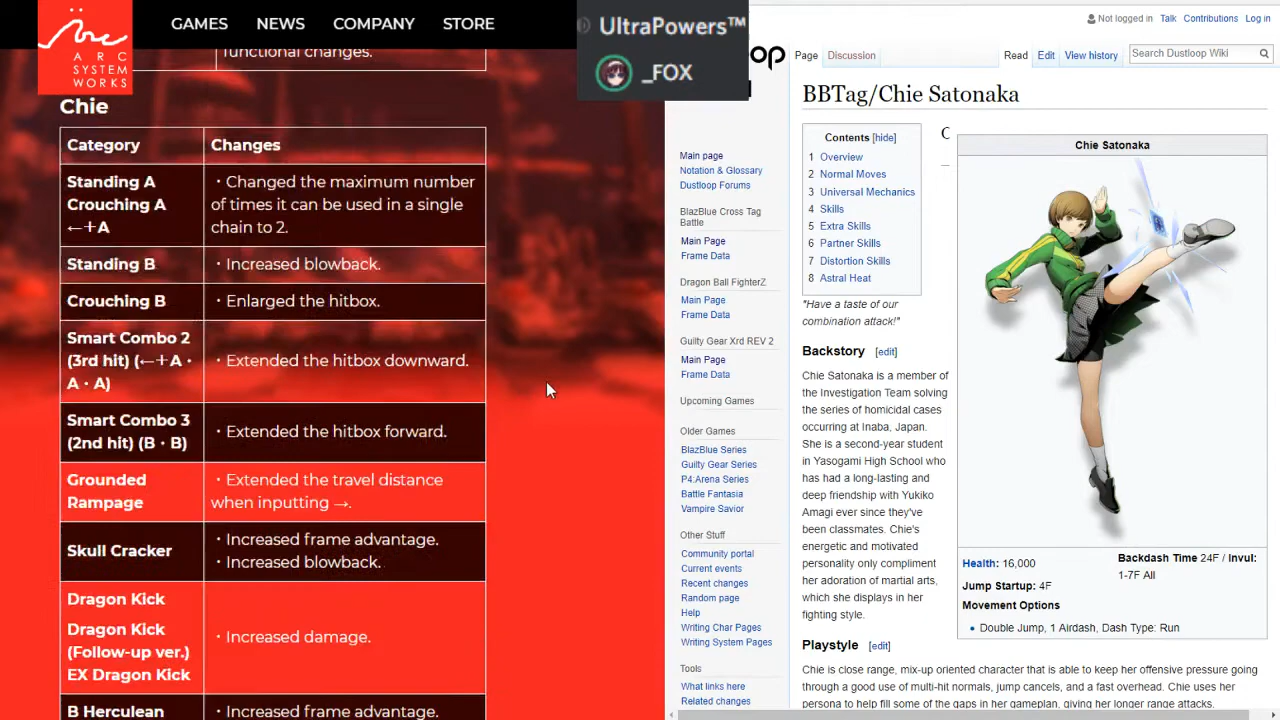 GAMES NEWS COMPANY STORE
ARC
SYSTEM
WORKS
functional changes.
Chie
Category Changes
Standing A
Crouching A
←+A
・Changed the maximum number
of times it can be used in a single
chain to 2.
Standing B ・Increased blowback.
Crouching B ・Enlarged the hitbox.
Smart Combo 2
(3rd hit) (←+A・
A・A)
・Extended the hitbox downward.
Smart Combo 3
(2nd hit) (B・B)
・Extended the hitbox forward.
Grounded
Rampage
・Extended the travel distance
when inputting →.
Skull Cracker
・Increased frame advantage.
・Increased blowback.
Dragon Kick
Dragon Kick
(Follow-up ver.)
EX Dragon Kick
・Increased damage.
B Herculean ・Increased frame advantage.
UltraPowers™
_FOX
op
Not logged in Talk Contributions Log in
Page Discussion Read Edit View history Search Dustloop Wiki
Main page
Notation & Glossary
Dustloop Forums
BlazBlue Cross Tag
Battle
Main Page
Frame Data
Dragon Ball FighterZ
Main Page
Frame Data
Guilty Gear Xrd REV 2
Main Page
Frame Data
Upcoming Games
Older Games
BlazBlue Series
Guilty Gear Series
P4:Arena Series
Battle Fantasia
Vampire Savior
Other Stuff
Community portal
Current events
Recent changes
Random page
Help
Writing Char Pages
Writing System Pages
Tools
What links here
Related changes
BBTag/Chie Satonaka
Contents [hide]
1 Overview
2 Normal Moves
3 Universal Mechanics
4 Skills
5 Extra Skills
6 Partner Skills
7 Distortion Skills
8 Astral Heat
"Have a taste of our
combination attack!"
Backstory [edit]
Chie Satonaka is a member of
the Investigation Team solving
the series of homicidal cases
occurring at Inaba, Japan.
She is a second-year student
in Yasogami High School who
has had a long-lasting and
deep friendship with Yukiko
Amagi ever since they've
been classmates. Chie's
energetic and motivated
personality only compliment
her adoration of martial arts,
which she displays in her
fighting style.
Chie Satonaka
Health: 16,000
Jump Startup: 4F
Backdash Time 24F / Invul:
1-7F All
Movement Options
Double Jump, 1 Airdash, Dash Type: Run
Playstyle [edit]
Chie is close range, mix-up oriented character that is able to keep her offensive pressure going
through a good use of multi-hit normals, jump cancels, and a fast overhead. Chie uses her
persona to help fill some of the gaps in her gameplan, giving her longer range attacks.